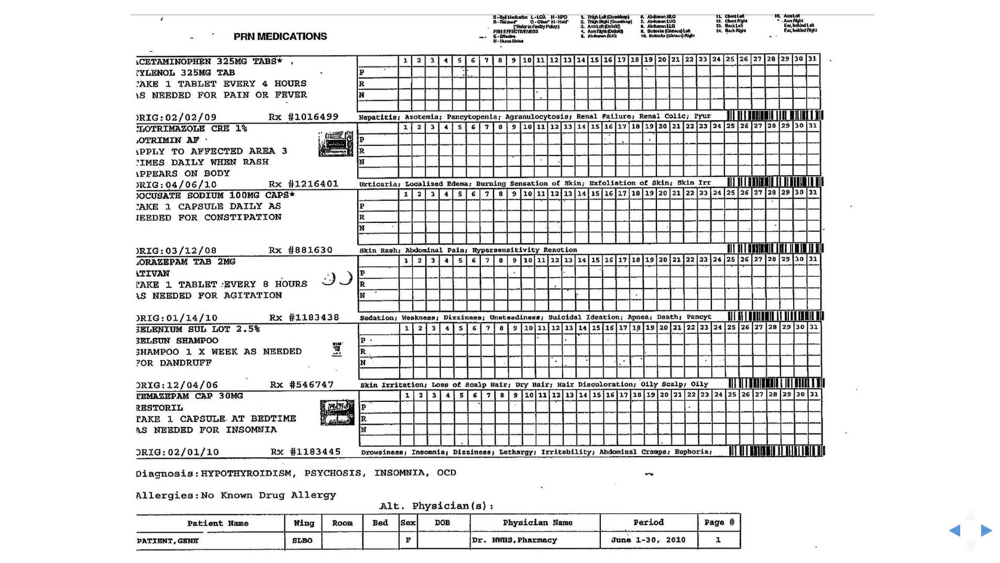 S - Self Medication L - LOA N - NPO
R - Refused* O - Other* H - Hold*
(*Refer to Facility Policy.)
PRN EFFECTIVENESS
E - Effective
N - Nurse Notes
1. Thigh Left (Quadricep)
2. Thigh Right (Quadricep)
3. Arm Left (Deltoid)
4. Arm Right (Deltoid)
5. Abdomen RUQ
6. Abdomen RLQ
7. Abdomen LUQ
8. Abdomen LLQ
9. Buttocks (Gluteus) Left
10. Buttocks (Gluteus) Right
11. Chest Left
12. Chest Right
13. Back Left
14. Back Right
Arm Left
Arm Right
Ear, behind Left
Ear, behind Right
PRN MEDICATIONS
CETAMINOPHEN 325MG TABS*
TYLENOL 325MG TAB
TAKE 1 TABLET EVERY 4 HOURS
AS NEEDED FOR PAIN OR FEVER
ORIG:02/02/09 Rx #1016499
1 2 3 4 5 6 7 8 9 10 11 12 13 14 15 16 17 18 19 20 21 22 23 24 25 26 27 28 29 30 31
P
R
N
Hepatitis; Azotemia; Pancytopenia; Agranulocytosis; Renal Failure; Renal Colic; Pyur
CLOTRIMAZOLE CRE 1%
LOTRIMIN AF
APPLY TO AFFECTED AREA 3
TIMES DAILY WHEN RASH
APPEARS ON BODY
ORIG:04/06/10 Rx #1216401
1 2 3 4 5 6 7 8 9 10 11 12 13 14 15 16 17 18 19 20 21 22 23 24 25 26 27 28 29 30 31
P
R
N
Urticaria; Localized Edema; Burning Sensation of Skin; Exfoliation of Skin; Skin Irr
DOCUSATE SODIUM 100MG CAPS*
TAKE 1 CAPSULE DAILY AS
NEEDED FOR CONSTIPATION
ORIG:03/12/08 Rx #881630
1 2 3 4 5 6 7 8 9 10 11 12 13 14 15 16 17 18 19 20 21 22 23 24 25 26 27 28 29 30 31
P
R
N
Skin Rash; Abdominal Pain; Hypersensitivity Reaction
LORAZEPAM TAB 2MG
ATIVAN
TAKE 1 TABLET EVERY 8 HOURS
AS NEEDED FOR AGITATION
ORIG:01/14/10 Rx #1183438
1 2 3 4 5 6 7 8 9 10 11 12 13 14 15 16 17 18 19 20 21 22 23 24 25 26 27 28 29 30 31
P
R
N
Sedation; Weakness; Dizziness; Unsteadiness; Suicidal Ideation; Apnea; Death; Pancyt
SELENIUM SUL LOT 2.5%
SELSUN SHAMPOO
SHAMPOO 1 X WEEK AS NEEDED
FOR DANDRUFF
ORIG:12/04/06 Rx #546747
1 2 3 4 5 6 7 8 9 10 11 12 13 14 15 16 17 18 19 20 21 22 23 24 25 26 27 28 29 30 31
P
R
N
Skin Irritation; Loss of Scalp Hair; Dry Hair; Hair Discoloration; Oily Scalp; Oily
TEMAZEPAM CAP 30MG
RESTORIL
TAKE 1 CAPSULE AT BEDTIME
AS NEEDED FOR INSOMNIA
ORIG:02/01/10 Rx #1183445
1 2 3 4 5 6 7 8 9 10 11 12 13 14 15 16 17 18 19 20 21 22 23 24 25 26 27 28 29 30 31
P
R
N
Drowsiness; Insomnia; Dizziness; Lethargy; Irritability; Abdominal Cramps; Euphoria;
Diagnosis:HYPOTHYROIDISM, PSYCHOSIS, INSOMNIA, OCD
Allergies:No Known Drug Allergy
Alt. Physician(s):
Patient Name Wing Room Bed Sex DOB Physician Name Period Page #
PATIENT,GENE SLBO F Dr. NWHS,Pharmacy June 1-30, 2010 1